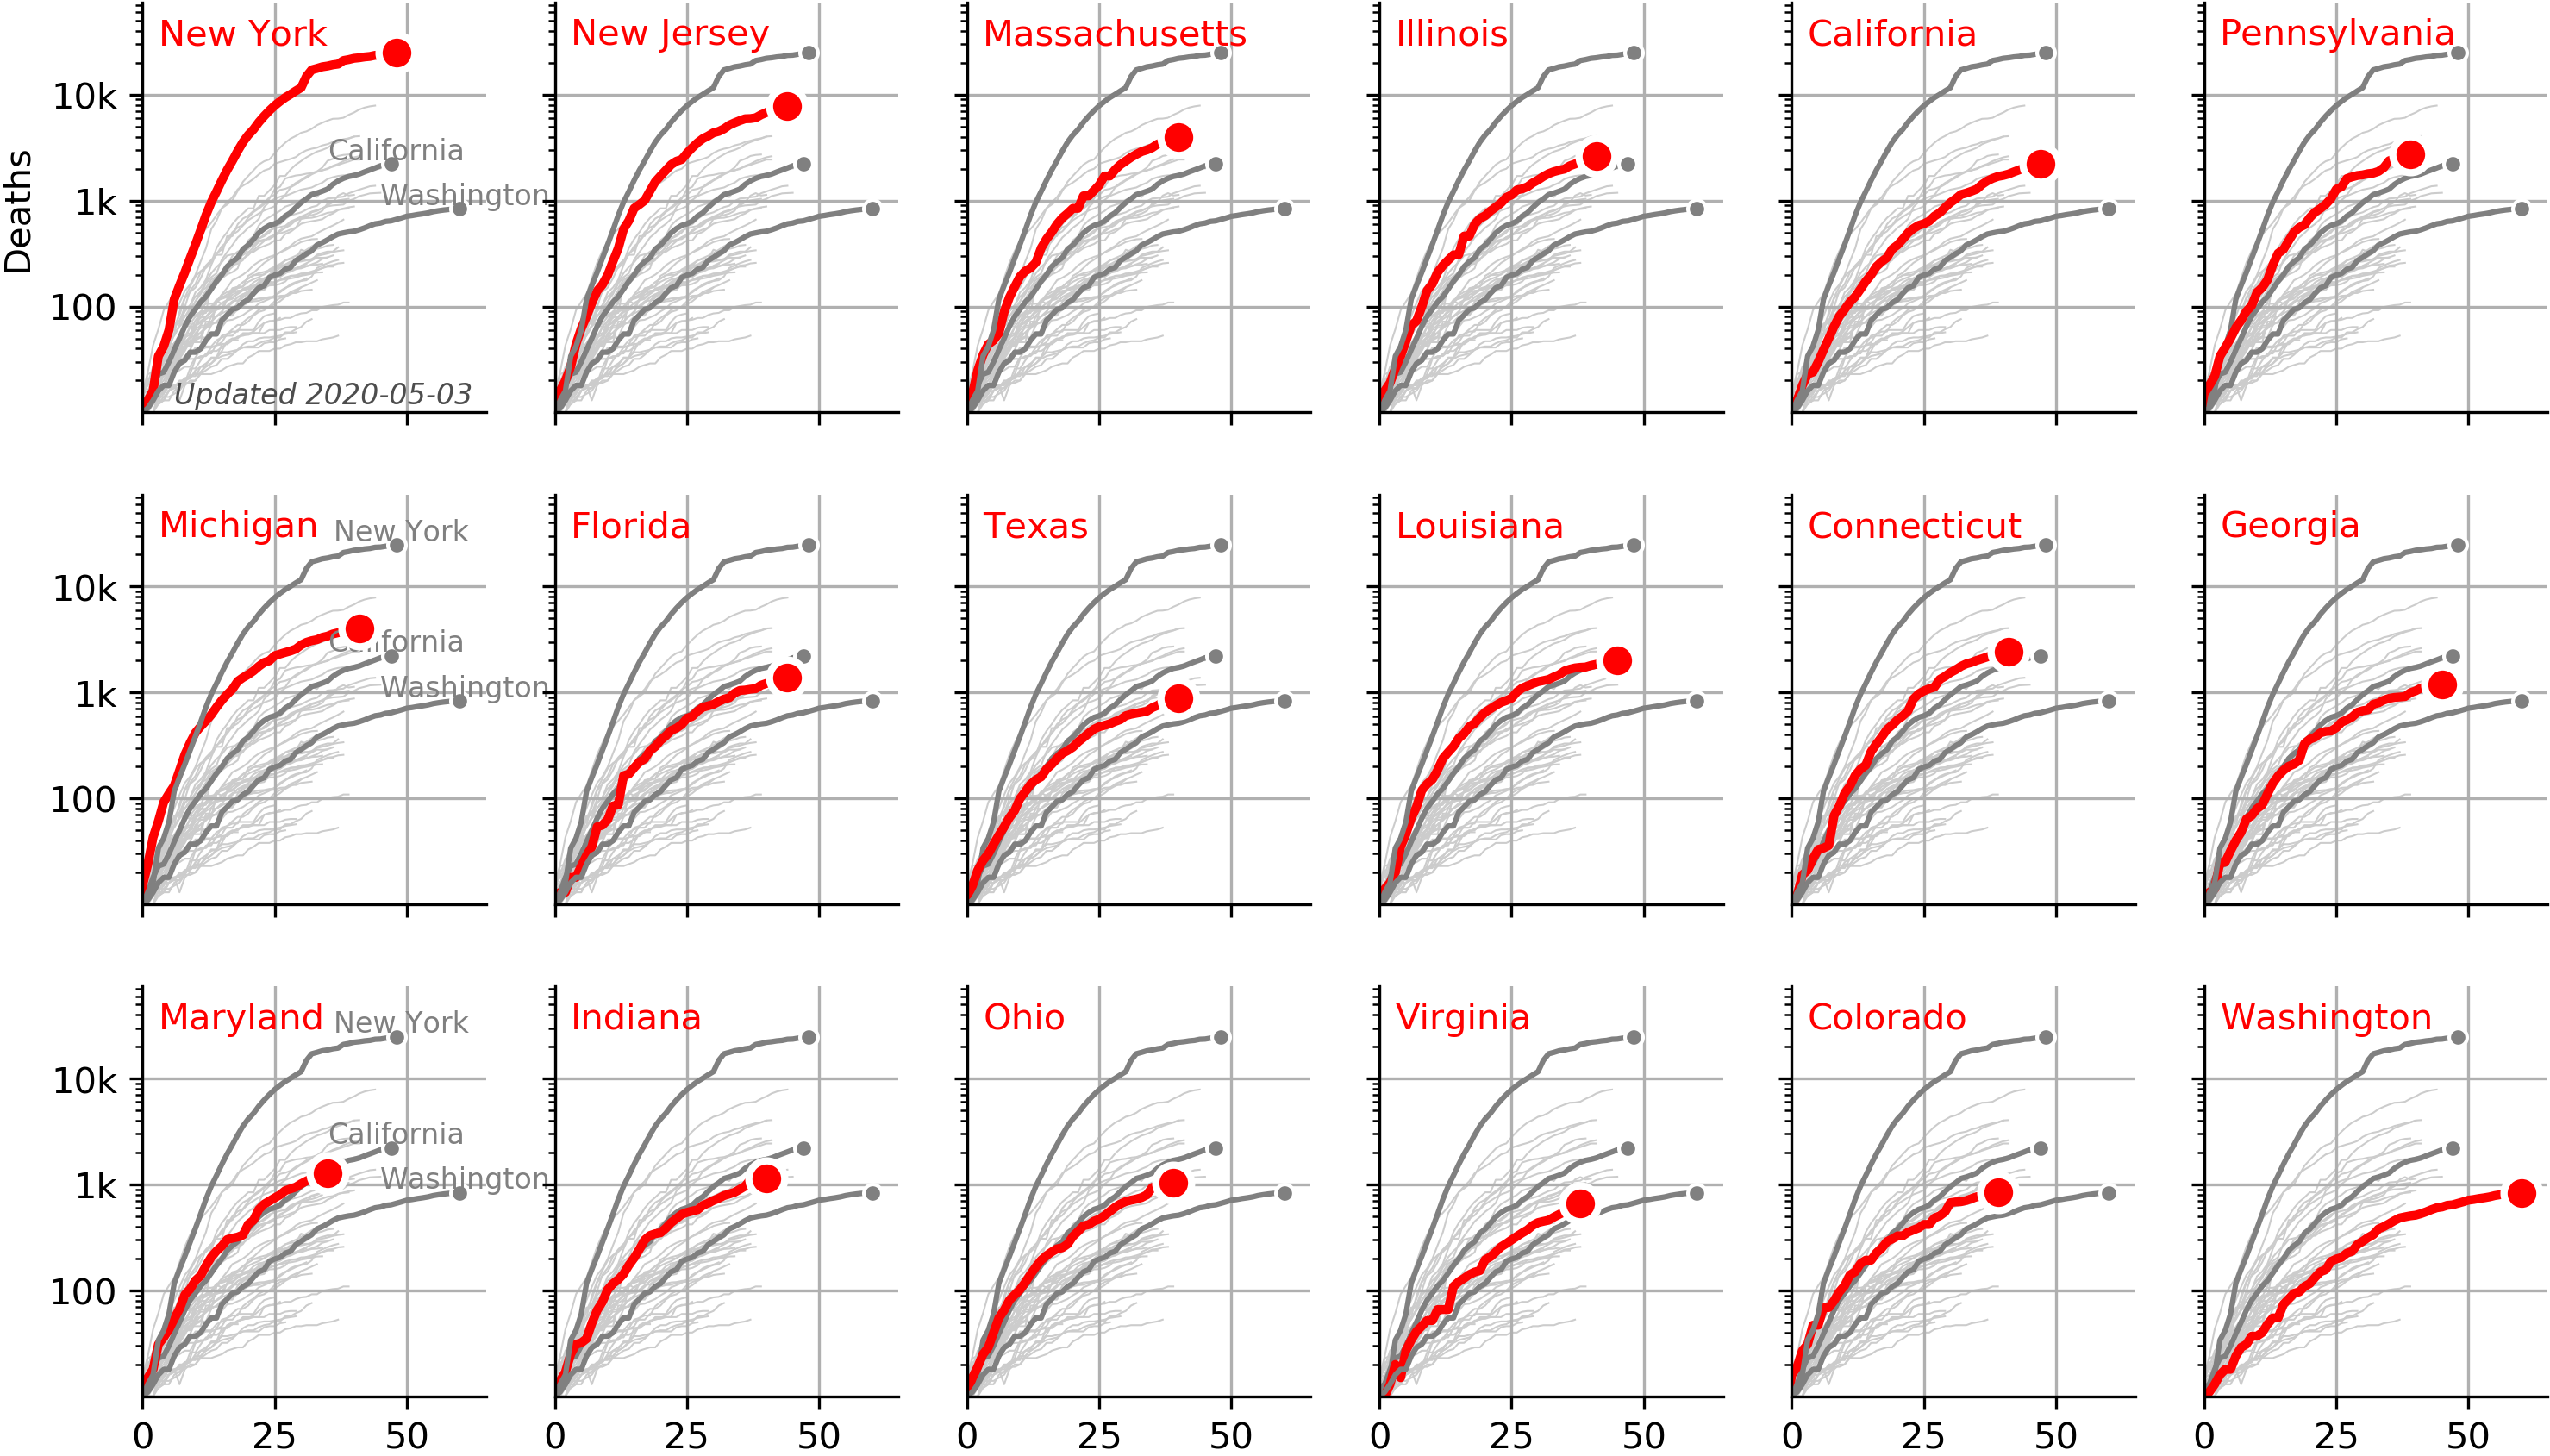 New York
New Jersey
Massachusetts
Illinois
California
Pennsylvania
10k
1k
100
Deaths
California
Washington
Updated 2020-05-03
Michigan
New York
Florida
Texas
Louisiana
Connecticut
Georgia
10k
1k
100
California
Washington
Maryland
New York
Indiana
Ohio
Virginia
Colorado
Washington
10k
1k
100
California
Washington
0 25 50 0 25 50 0 25 50 0 25 50 0 25 50 0 25 50